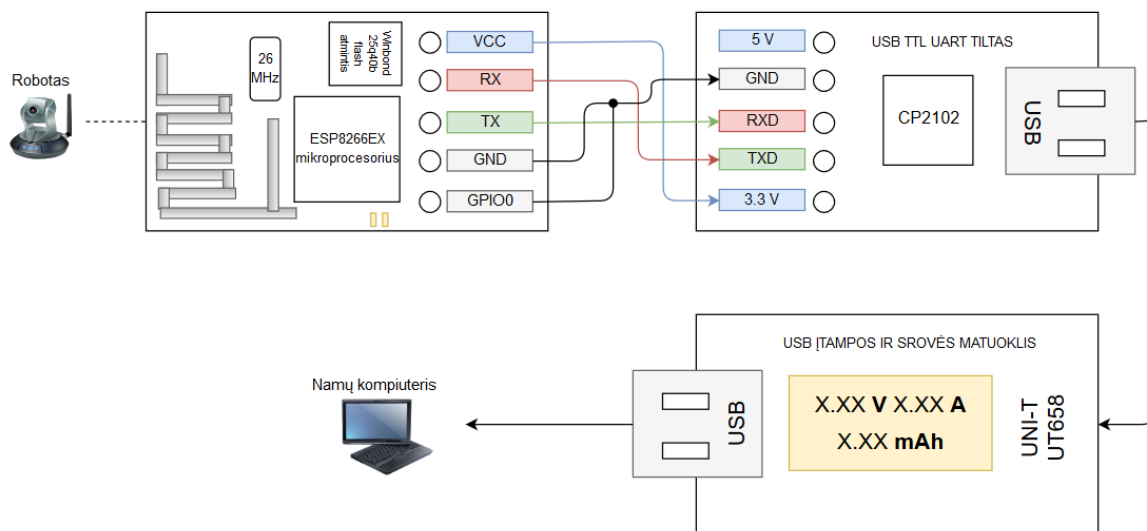 Robotas
26
MHz
Winbond
25q40b
flash
atmintis
ESP8266EX
mikroprocesorius
VCC
RX
TX
GND
GPIO0
5 V
GND
RXD
TXD
3.3 V
USB TTL UART TILTAS
CP2102
USB
Namų kompiuteris
USB
USB ĮTAMPOS IR SROVĖS MATUOKLIS
X.XX V X.XX A
X.XX mAh
UNI-T
UT658